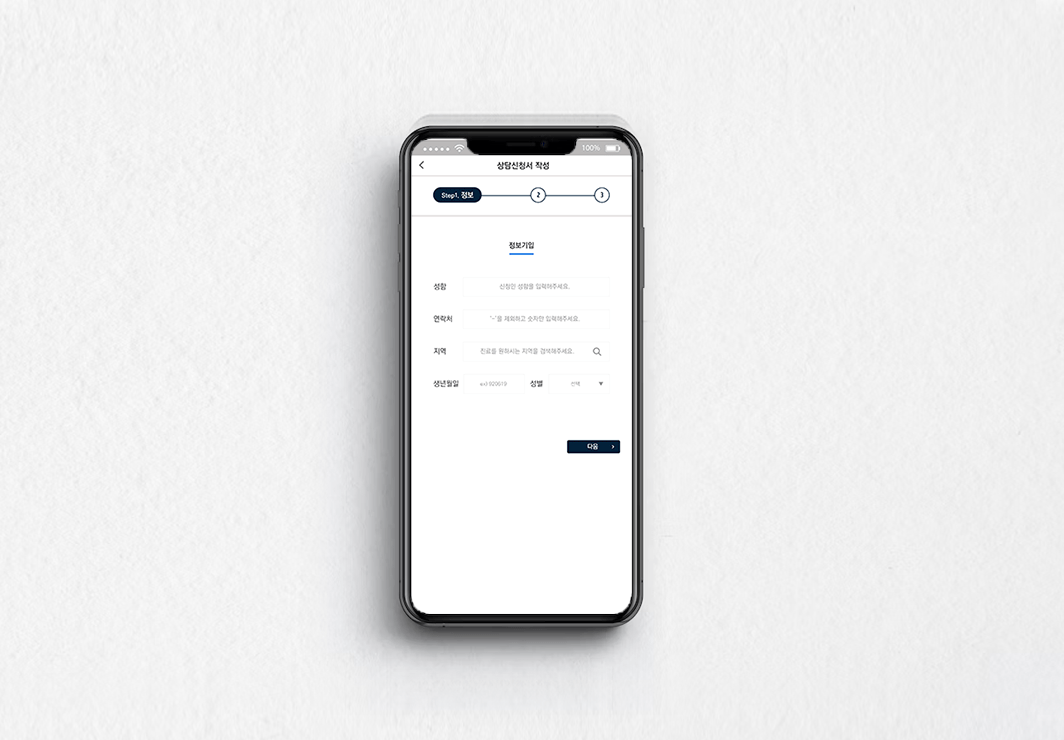 100%
상담신청서 작성
Step1. 정보
2
3
정보기입
성함
신청인 성함을 입력해주세요.
연락처
"-"을 제외하고 숫자만 입력해주세요.
지역
진료를 원하시는 지역을 검색해주세요.
생년월일
성별
선택
다음